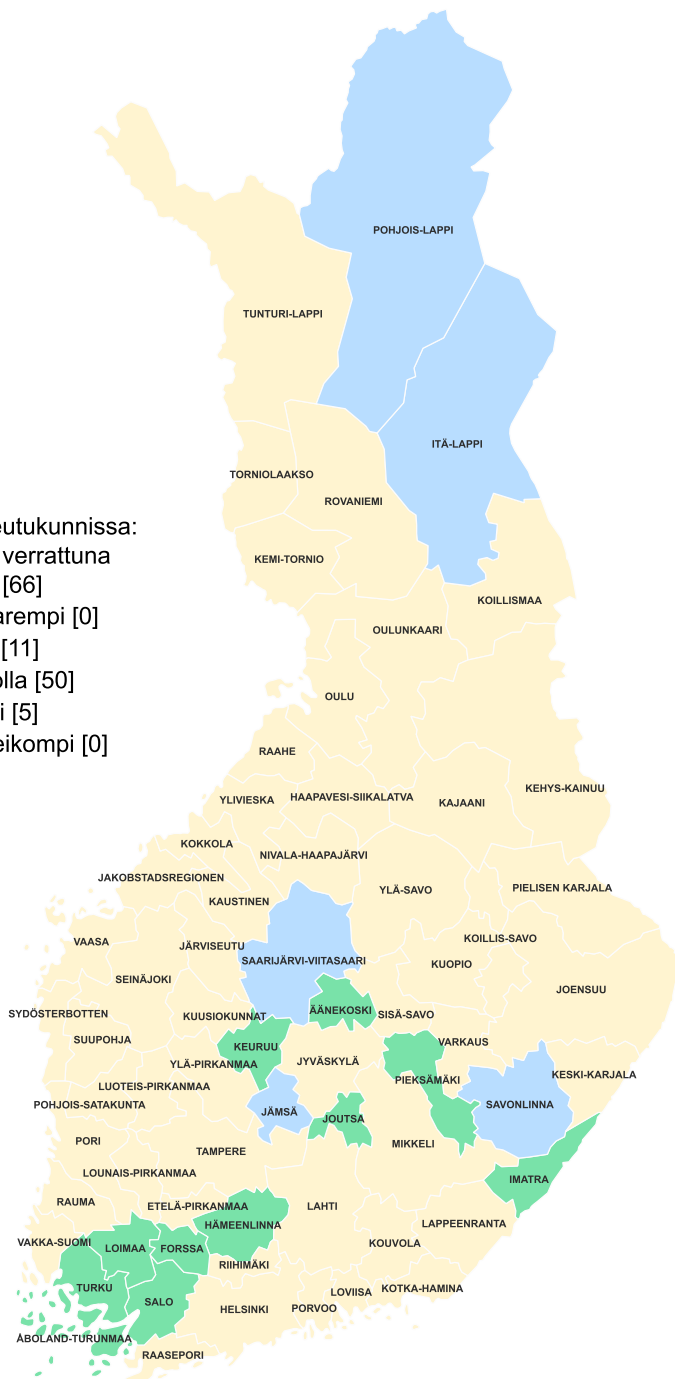 POHJOIS-LAPPI
TUNTURI-LAPPI
ITÄ-LAPPI
TORNIOLAAKSO
ROVANIEMI
eutukunnissa:
verrattuna
[66]
arempi [0]
[11]
olla [50]
i [5]
eikompi [0]
KEMI-TORNIO
KOILLISMAA
OULUNKAARI
OULU
RAAHE
KEHYS-KAINUU
YLIVIESKA
HAAPAVESI-SIIKALATVA
KAJAANI
KOKKOLA
NIVALA-HAAPAJÄRVI
JAKOBSTADSREGIONEN
YLÄ-SAVO
PIELISEN KARJALA
KAUSTINEN
VAASA
JÄRVISEUTU
KOILLIS-SAVO
SAARIJÄRVI-VIITASAARI
KUOPIO
SEINÄJOKI
JOENSUU
SYDÖSTERBOTTEN
KUUSIOKUNNAT
ÄÄNEKOSKI
SISÄ-SAVO
SUUPOHJA
KEURUU
VARKAUS
YLÄ-PIRKANMAA
JYVÄSKYLÄ
KESKI-KARJALA
LUOTEIS-PIRKANMAA
PIEKSÄMÄKI
POHJOIS-SATAKUNTA
JÄMSÄ
SAVONLINNA
JOUTSA
PORI
MIKKELI
TAMPERE
LOUNAIS-PIRKANMAA
IMATRA
RAUMA
ETELÄ-PIRKANMAA
LAHTI
HÄMEENLINNA
LAPPEENRANTA
VAKKA-SUOMI
LOIMAA
FORSSA
KOUVOLA
RIIHIMÄKI
TURKU
KOTKA-HAMINA
LOVIISA
SALO
HELSINKI
PORVOO
ÅBOLAND-TURUNMAA
RAASEPORI